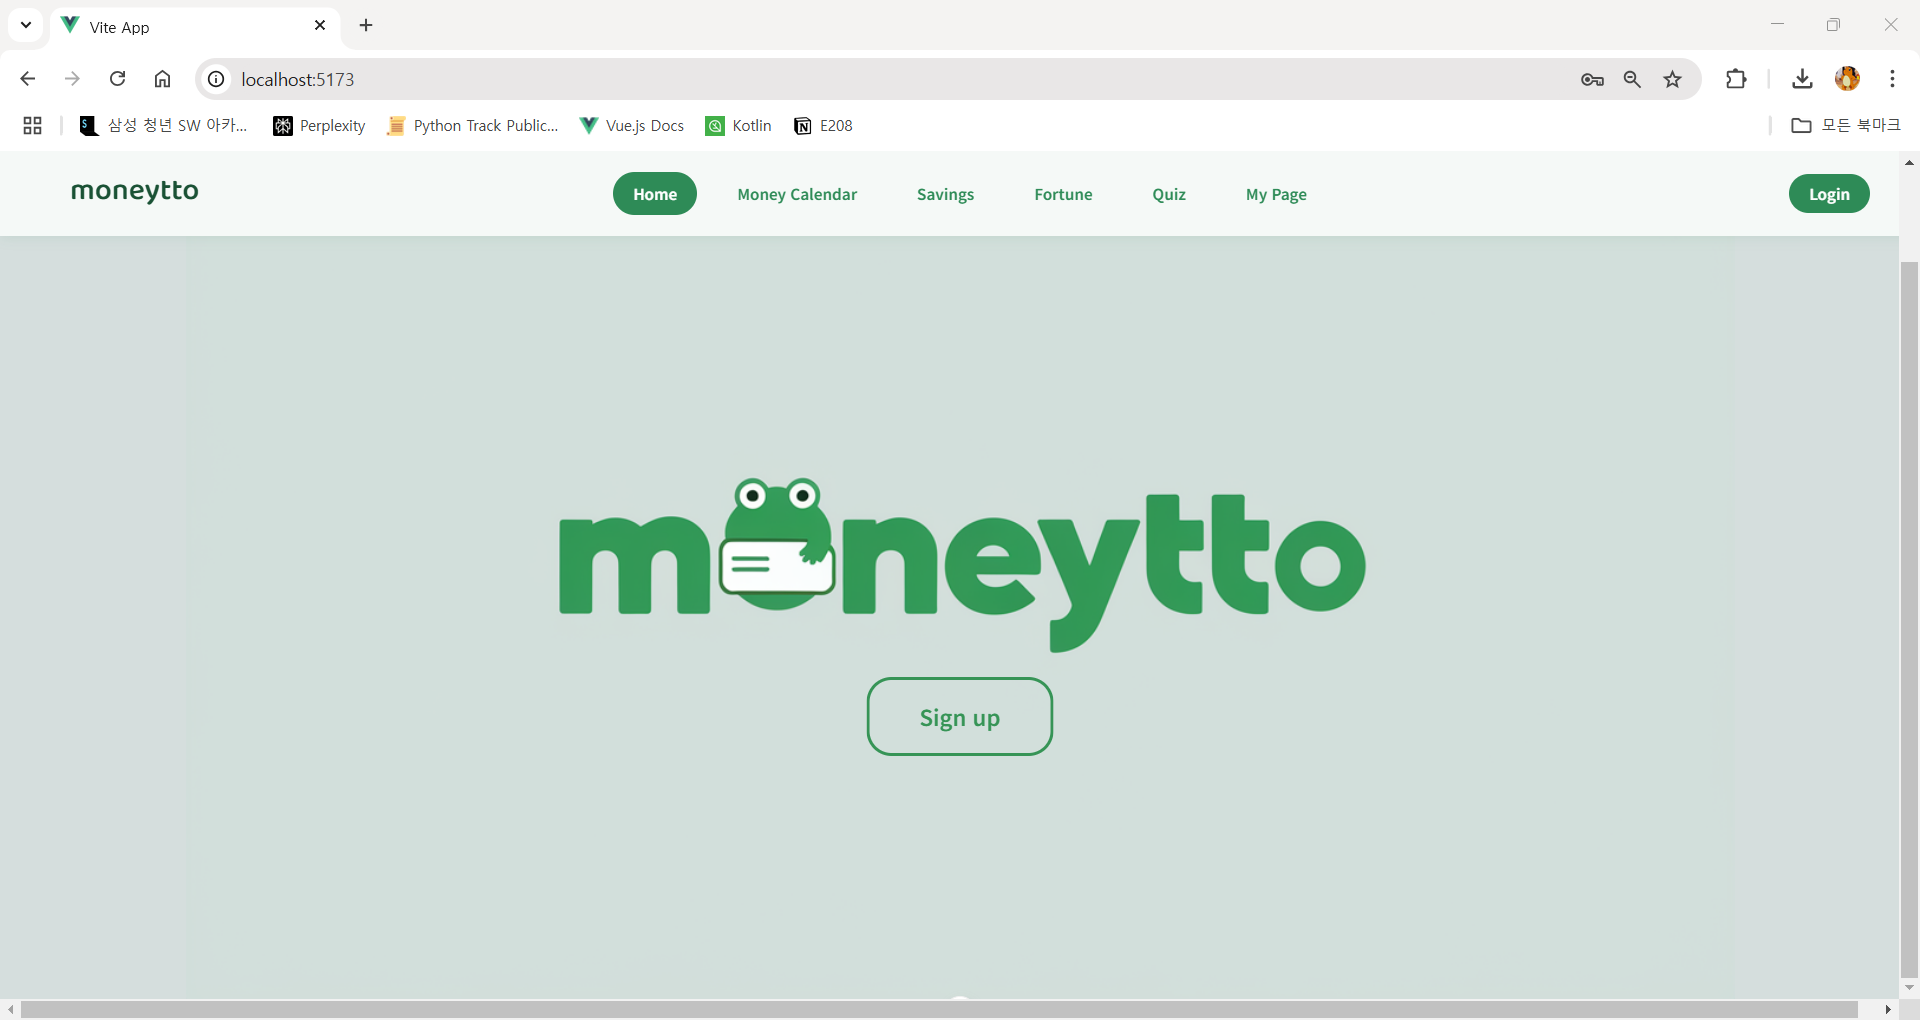 Vite App
localhost:5173
삼성 청년 SW 아카...
Perplexity
Python Track Public...
Vue.js Docs
Kotlin
E208
모든 북마크
moneytto
Home
Money Calendar
Savings
Fortune
Quiz
My Page
Login
moneytto
Sign up